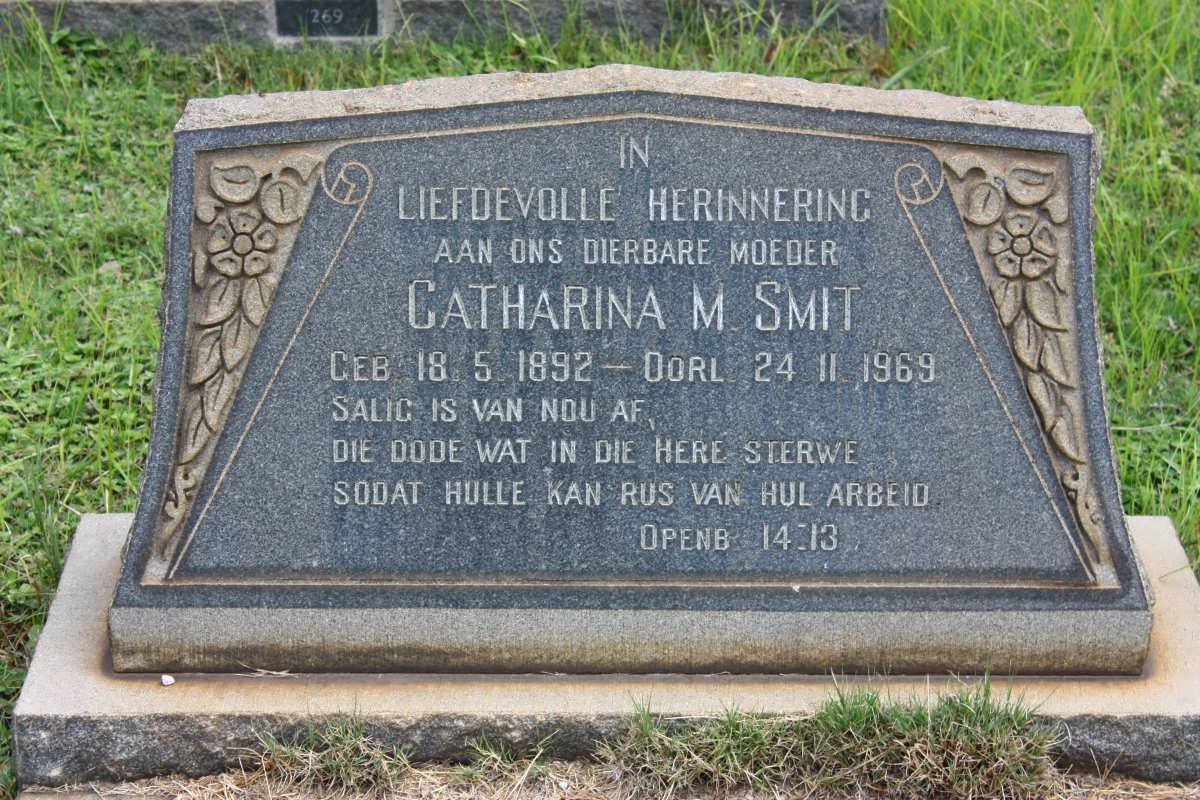 269
IN
LIEFDEVOLLE HERINNERING
AAN ONS DIERBARE MOEDER
CATHARINA M. SMIT
GEB. 18.5.1892 — OORL. 24.11.1969
SALIG IS VAN NOU AF,
DIE DODE WAT IN DIE HERE STERWE
SODAT HULLE KAN RUS VAN HUL ARBEID.
OPENB. 14:13